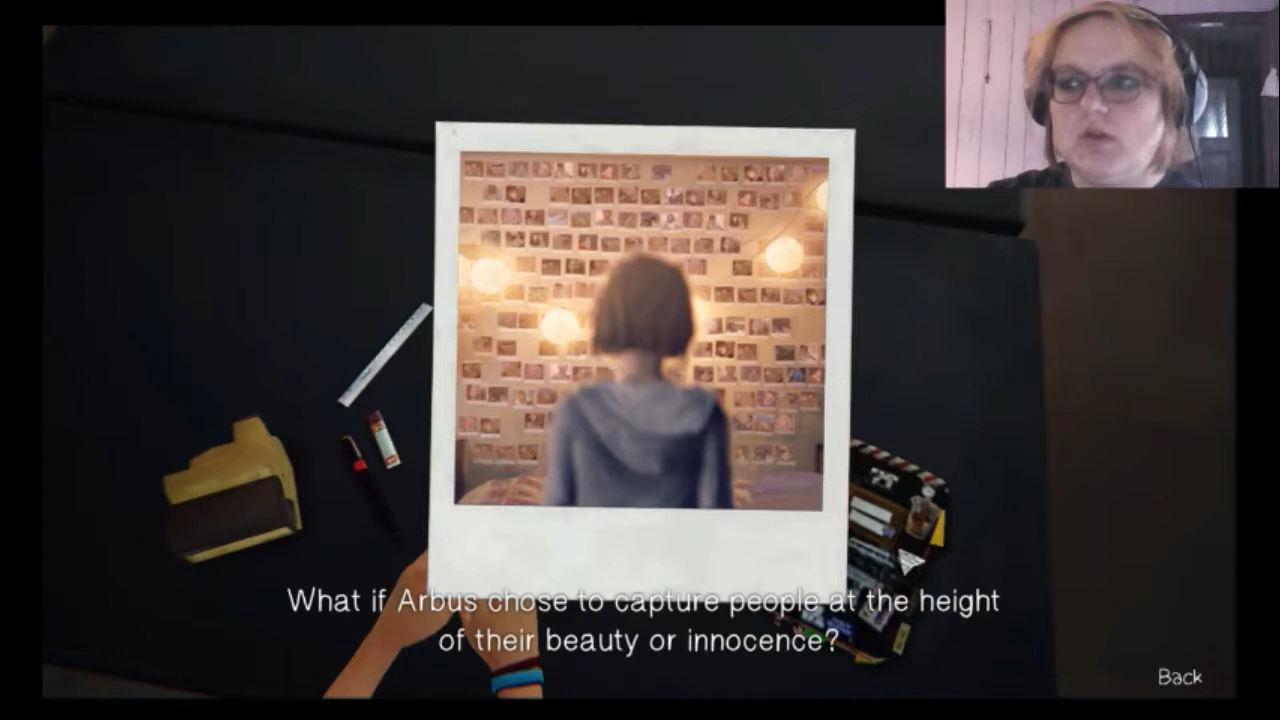 What if Arbus chose to capture people at the height
of their beauty or innocence?
Back